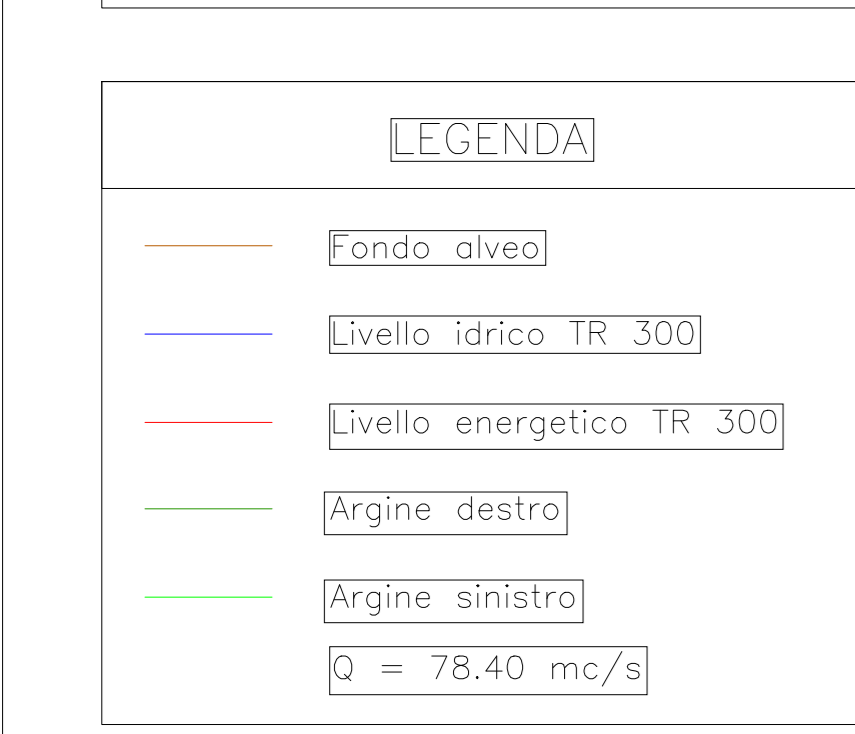 LEGENDA
Fondo alveo
Livello idrico TR 300
Livello energetico TR 300
Argine destro
Argine sinistro
Q = 78.40 mc/s